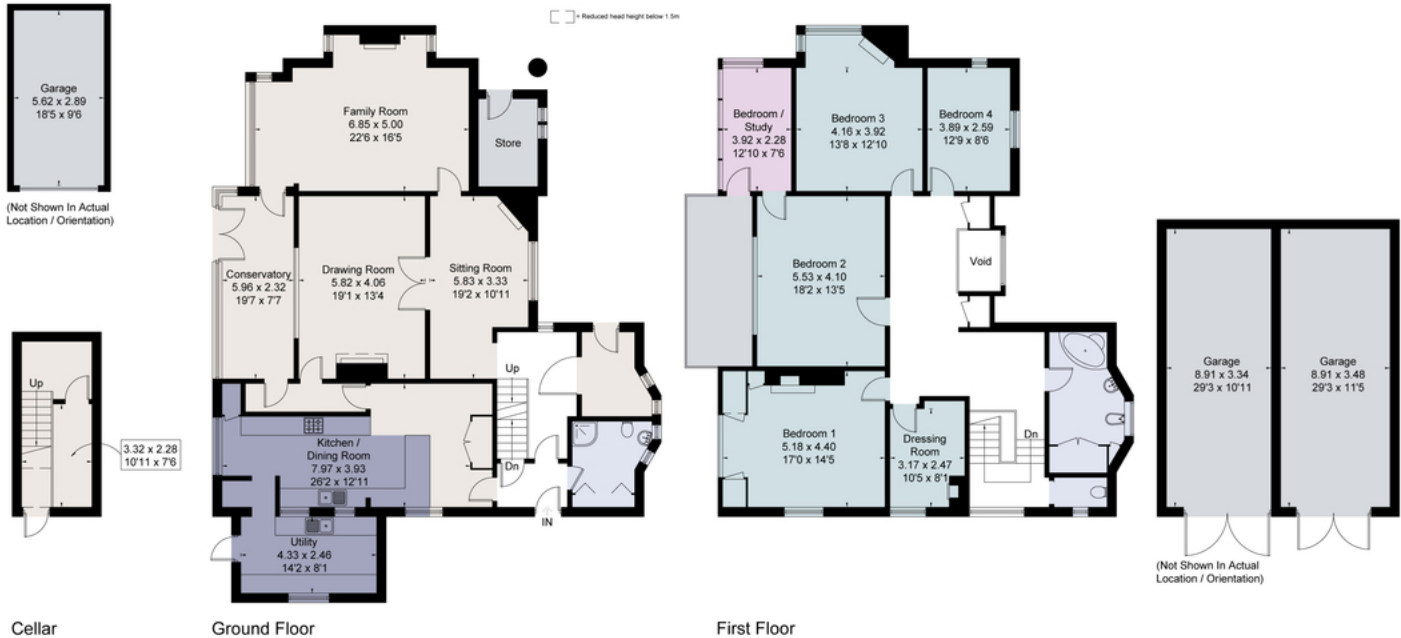 + Reduced head height below 1.5m
Garage
5.62 x 2.89
18'5 x 9'6
(Not Shown In Actual
Location / Orientation)
Up
3.32 x 2.28
10'11 x 7'6
Cellar
Family Room
6.85 x 5.00
22'6 x 16'5
Store
Conservatory
5.96 x 2.32
19'7 x 7'7
Drawing Room
5.82 x 4.06
19'1 x 13'4
Sitting Room
5.83 x 3.33
19'2 x 10'11
Up
Kitchen /
Dining Room
7.97 x 3.93
26'2 x 12'11
Dn
IN
Utility
4.33 x 2.46
14'2 x 8'1
Ground Floor
Bedroom /
Study
3.92 x 2.28
12'10 x 7'6
Bedroom 3
4.16 x 3.92
13'8 x 12'10
Bedroom 4
3.89 x 2.59
12'9 x 8'6
Bedroom 2
5.53 x 4.10
18'2 x 13'5
Void
Bedroom 1
5.18 x 4.40
17'0 x 14'5
Dressing
Room
3.17 x 2.47
10'5 x 8'1
Dn
First Floor
Garage
8.91 x 3.34
29'3 x 10'11
Garage
8.91 x 3.48
29'3 x 11'5
(Not Shown In Actual
Location / Orientation)